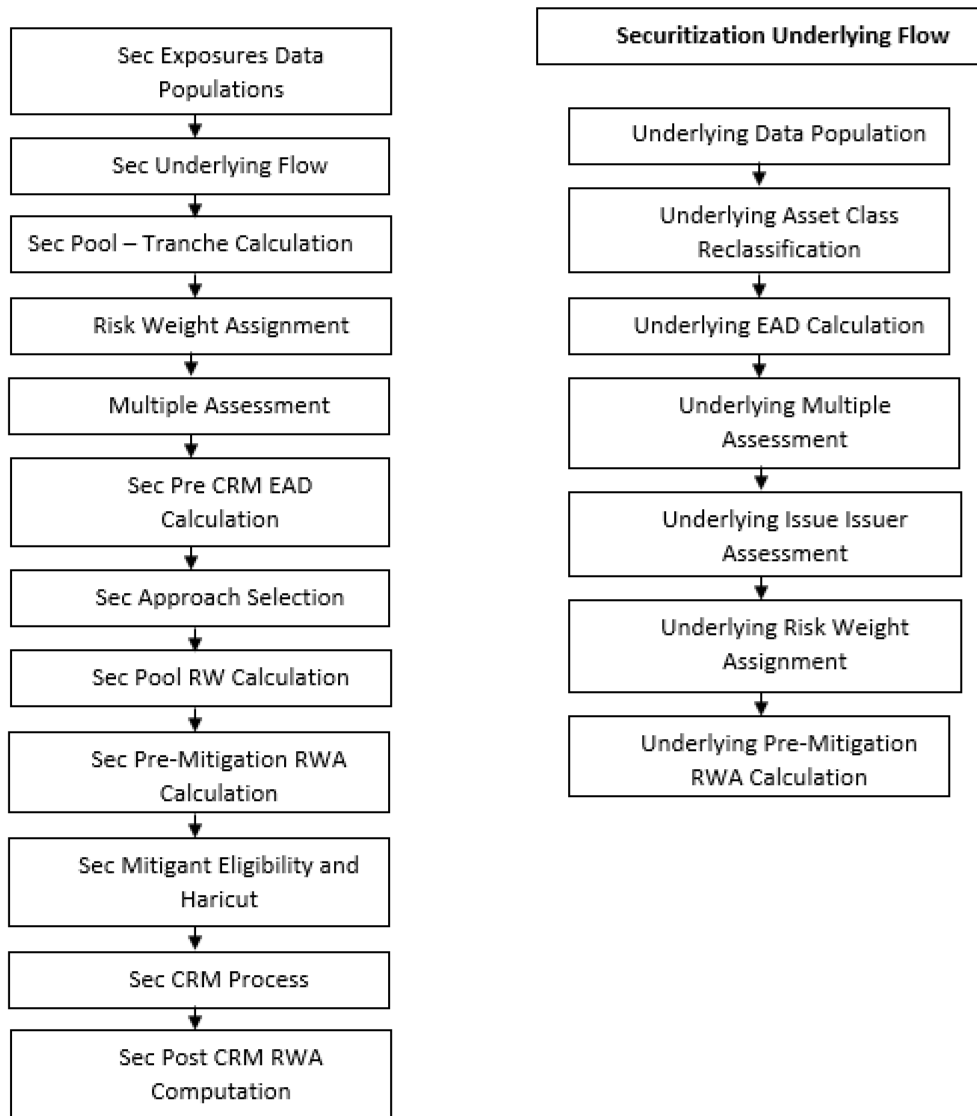 Sec Exposures Data
Populations
Sec Underlying Flow
Sec Pool – Tranche Calculation
Risk Weight Assignment
Multiple Assessment
Sec Pre CRM EAD
Calculation
Sec Approach Selection
Sec Pool RW Calculation
Sec Pre-Mitigation RWA
Calculation
Sec Mitigant Eligibility and
Haricut
Sec CRM Process
Sec Post CRM RWA
Computation
Securitization Underlying Flow
Underlying Data Population
Underlying Asset Class
Reclassification
Underlying EAD Calculation
Underlying Multiple
Assessment
Underlying Issue Issuer
Assessment
Underlying Risk Weight
Assignment
Underlying Pre-Mitigation
RWA Calculation